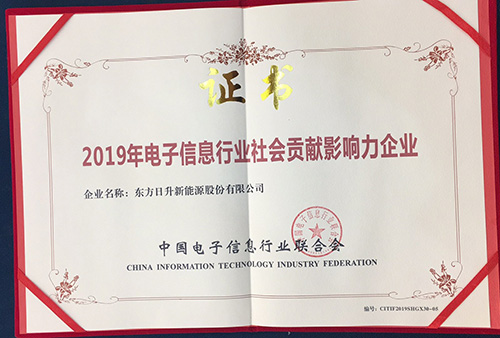 证书
2019年电子信息行业社会贡献影响力企业
企业名称：东方日升新能源股份有限公司
中国电子信息行业联合会
CHINA INFORMATION TECHNOLOGY INDUSTRY FEDERATION